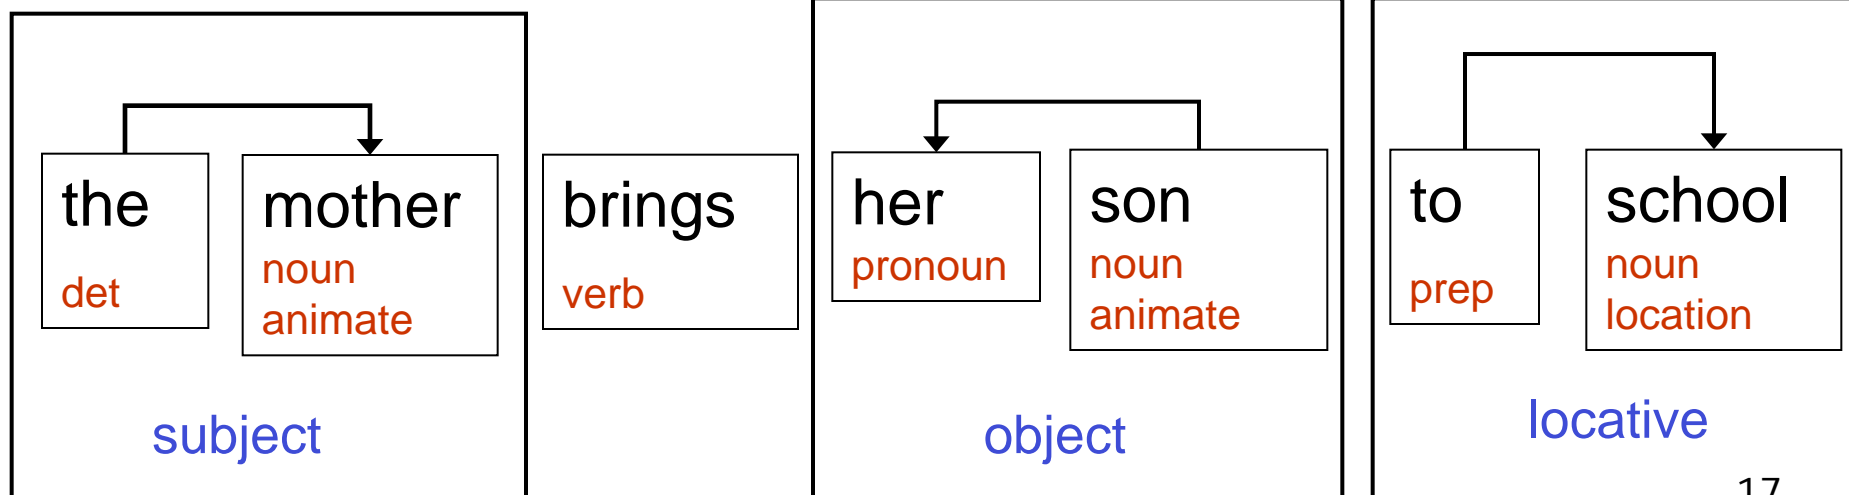 the mother brings her son to school
det noun animate verb pronoun noun animate prep noun location
subject object locative
17